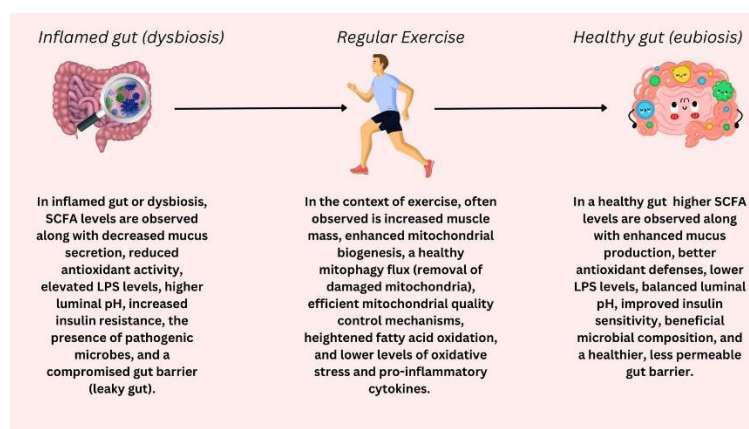 Inflamed gut (dysbiosis)
In inflamed gut or dysbiosis,
SCFA levels are observed
along with decreased mucus
secretion, reduced
antioxidant activity,
elevated LPS levels, higher
luminal pH, increased
insulin resistance, the
presence of pathogenic
microbes, and a
compromised gut barrier
(leaky gut).
Regular Exercise
In the context of exercise, often
observed is increased muscle
mass, enhanced mitochondrial
biogenesis, a healthy
mitophagy flux (removal of
damaged mitochondria),
efficient mitochondrial quality
control mechanisms,
heightened fatty acid oxidation,
and lower levels of oxidative
stress and pro-inflammatory
cytokines.
Healthy gut (eubiosis)
In a healthy gut higher SCFA
levels are observed along
with enhanced mucus
production, better
antioxidant defenses, lower
LPS levels, balanced luminal
pH, improved insulin
sensitivity, beneficial
microbial composition, and
a healthier, less permeable
gut barrier.